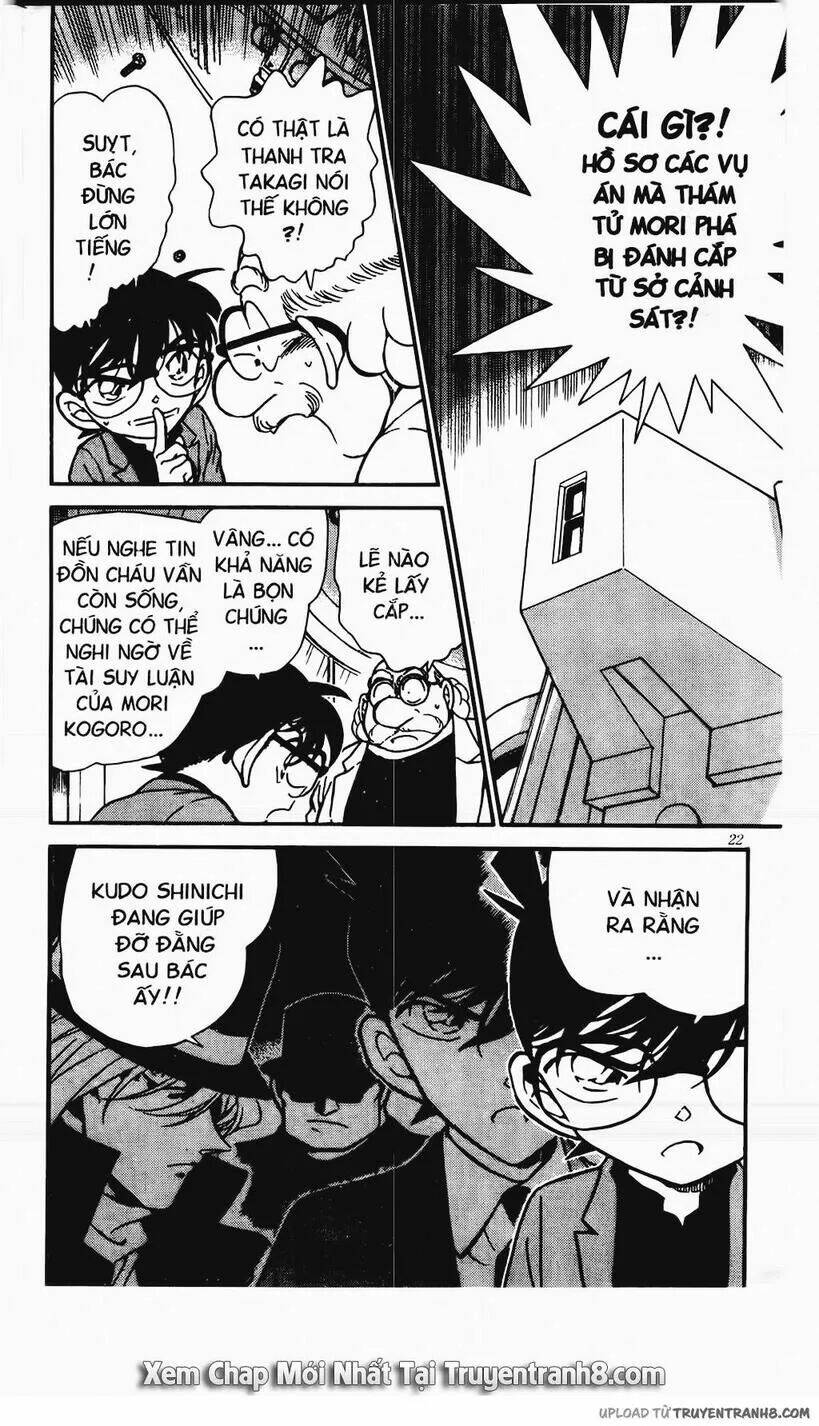 CÁI GÌ?!
HỒ SƠ CÁC VỤ
ÁN MÀ THÁM
TỬ MORI PHÁ
BỊ ĐÁNH CẮP
TỪ SỞ CẢNH
SÁT?!
CÓ THẬT LÀ
THANH TRA
TAKAGI NÓI
THẾ KHÔNG
?!
SUỴT,
BÁC
ĐỪNG
LỚN
TIẾNG
!
LẼ NÀO
KẺ LẤY
CẮP...
VÂNG... CÓ
KHẢ NĂNG
LÀ BỌN
CHÚNG
...
NẾU NGHE TIN
ĐỒN CHÁU VẪN
CÒN SỐNG,
CHÚNG CÓ THỂ
NGHI NGỜ VỀ
TÀI SUY LUẬN
CỦA MORI
KOGORO...
22
VÀ NHẬN
RA RẰNG
...
KUDO SHINICHI
ĐANG GIÚP
ĐỠ ĐẰNG
SAU BÁC
ẤY!!
Xem Chap Mới Nhất Tại Truyentranh8.com
UPLOAD TỪ TRUYENTRANH8.COM